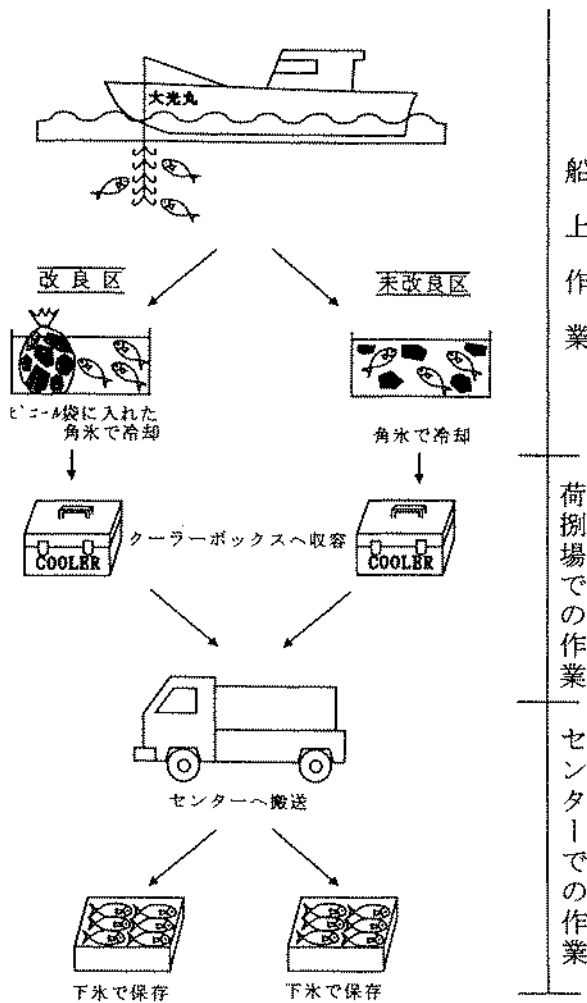 大光丸
改良区
未改良区
ビニール袋に入れた
角氷で冷却
角氷で冷却
クーラーボックスへ収容
COOLER
COOLER
センターへ搬送
下氷で保存
下氷で保存
船上作業
荷捌場での作業
センターでの作業